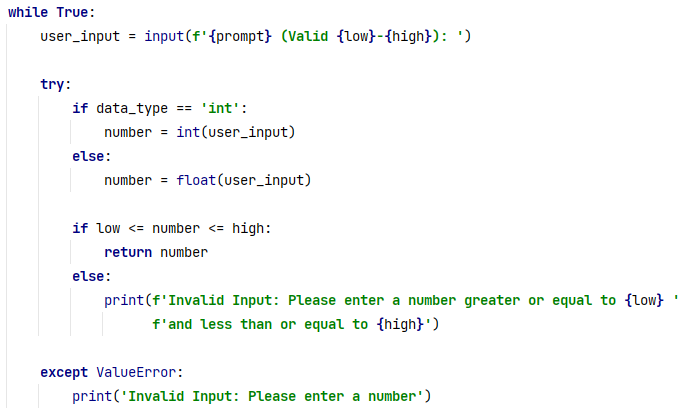 while True:
    user_input = input(f'{prompt} (Valid {low}-{high}): ')

    try:
        if data_type == 'int':
            number = int(user_input)
        else:
            number = float(user_input)

        if low <= number <= high:
            return number
        else:
            print(f'Invalid Input: Please enter a number greater or equal to {low} '
                  f'and less than or equal to {high}')

    except ValueError:
        print('Invalid Input: Please enter a number')